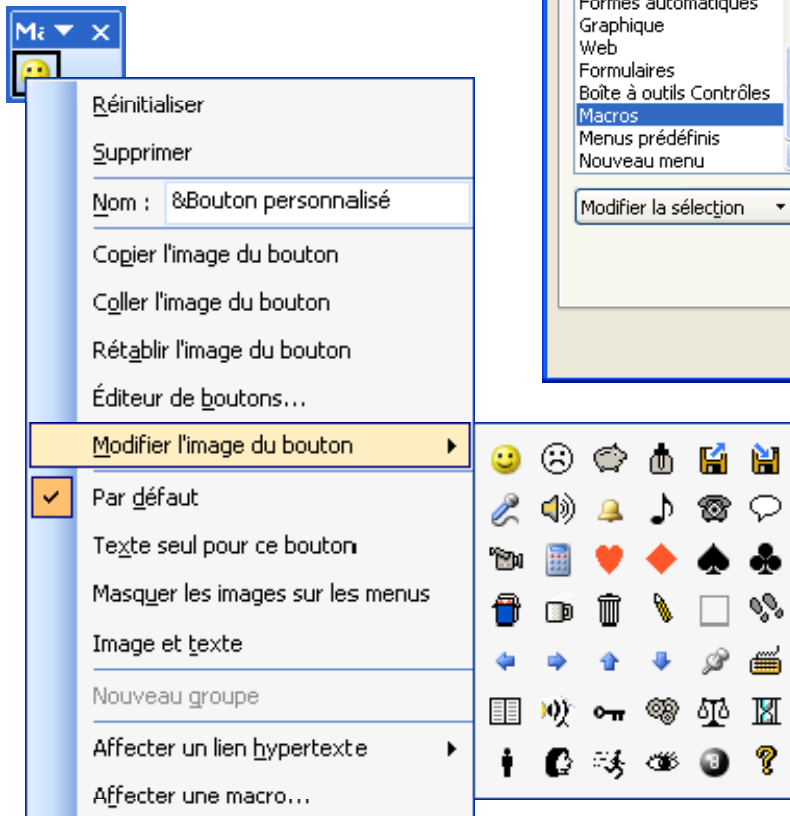 Ma
Réinitialiser
Supprimer
Nom : &Bouton personnalisé
Copier l'image du bouton
Coller l'image du bouton
Rétablir l'image du bouton
Éditeur de boutons...
Modifier l'image du bouton
Par défaut
Texte seul pour ce bouton
Masquer les images sur les menus
Image et texte
Nouveau groupe
Affecter un lien hypertexte
Affecter une macro...
Formes automatiques
Graphique
Web
Formulaires
Boîte à outils Contrôles
Macros
Menus prédéfinis
Nouveau menu
Modifier la sélection
8
?